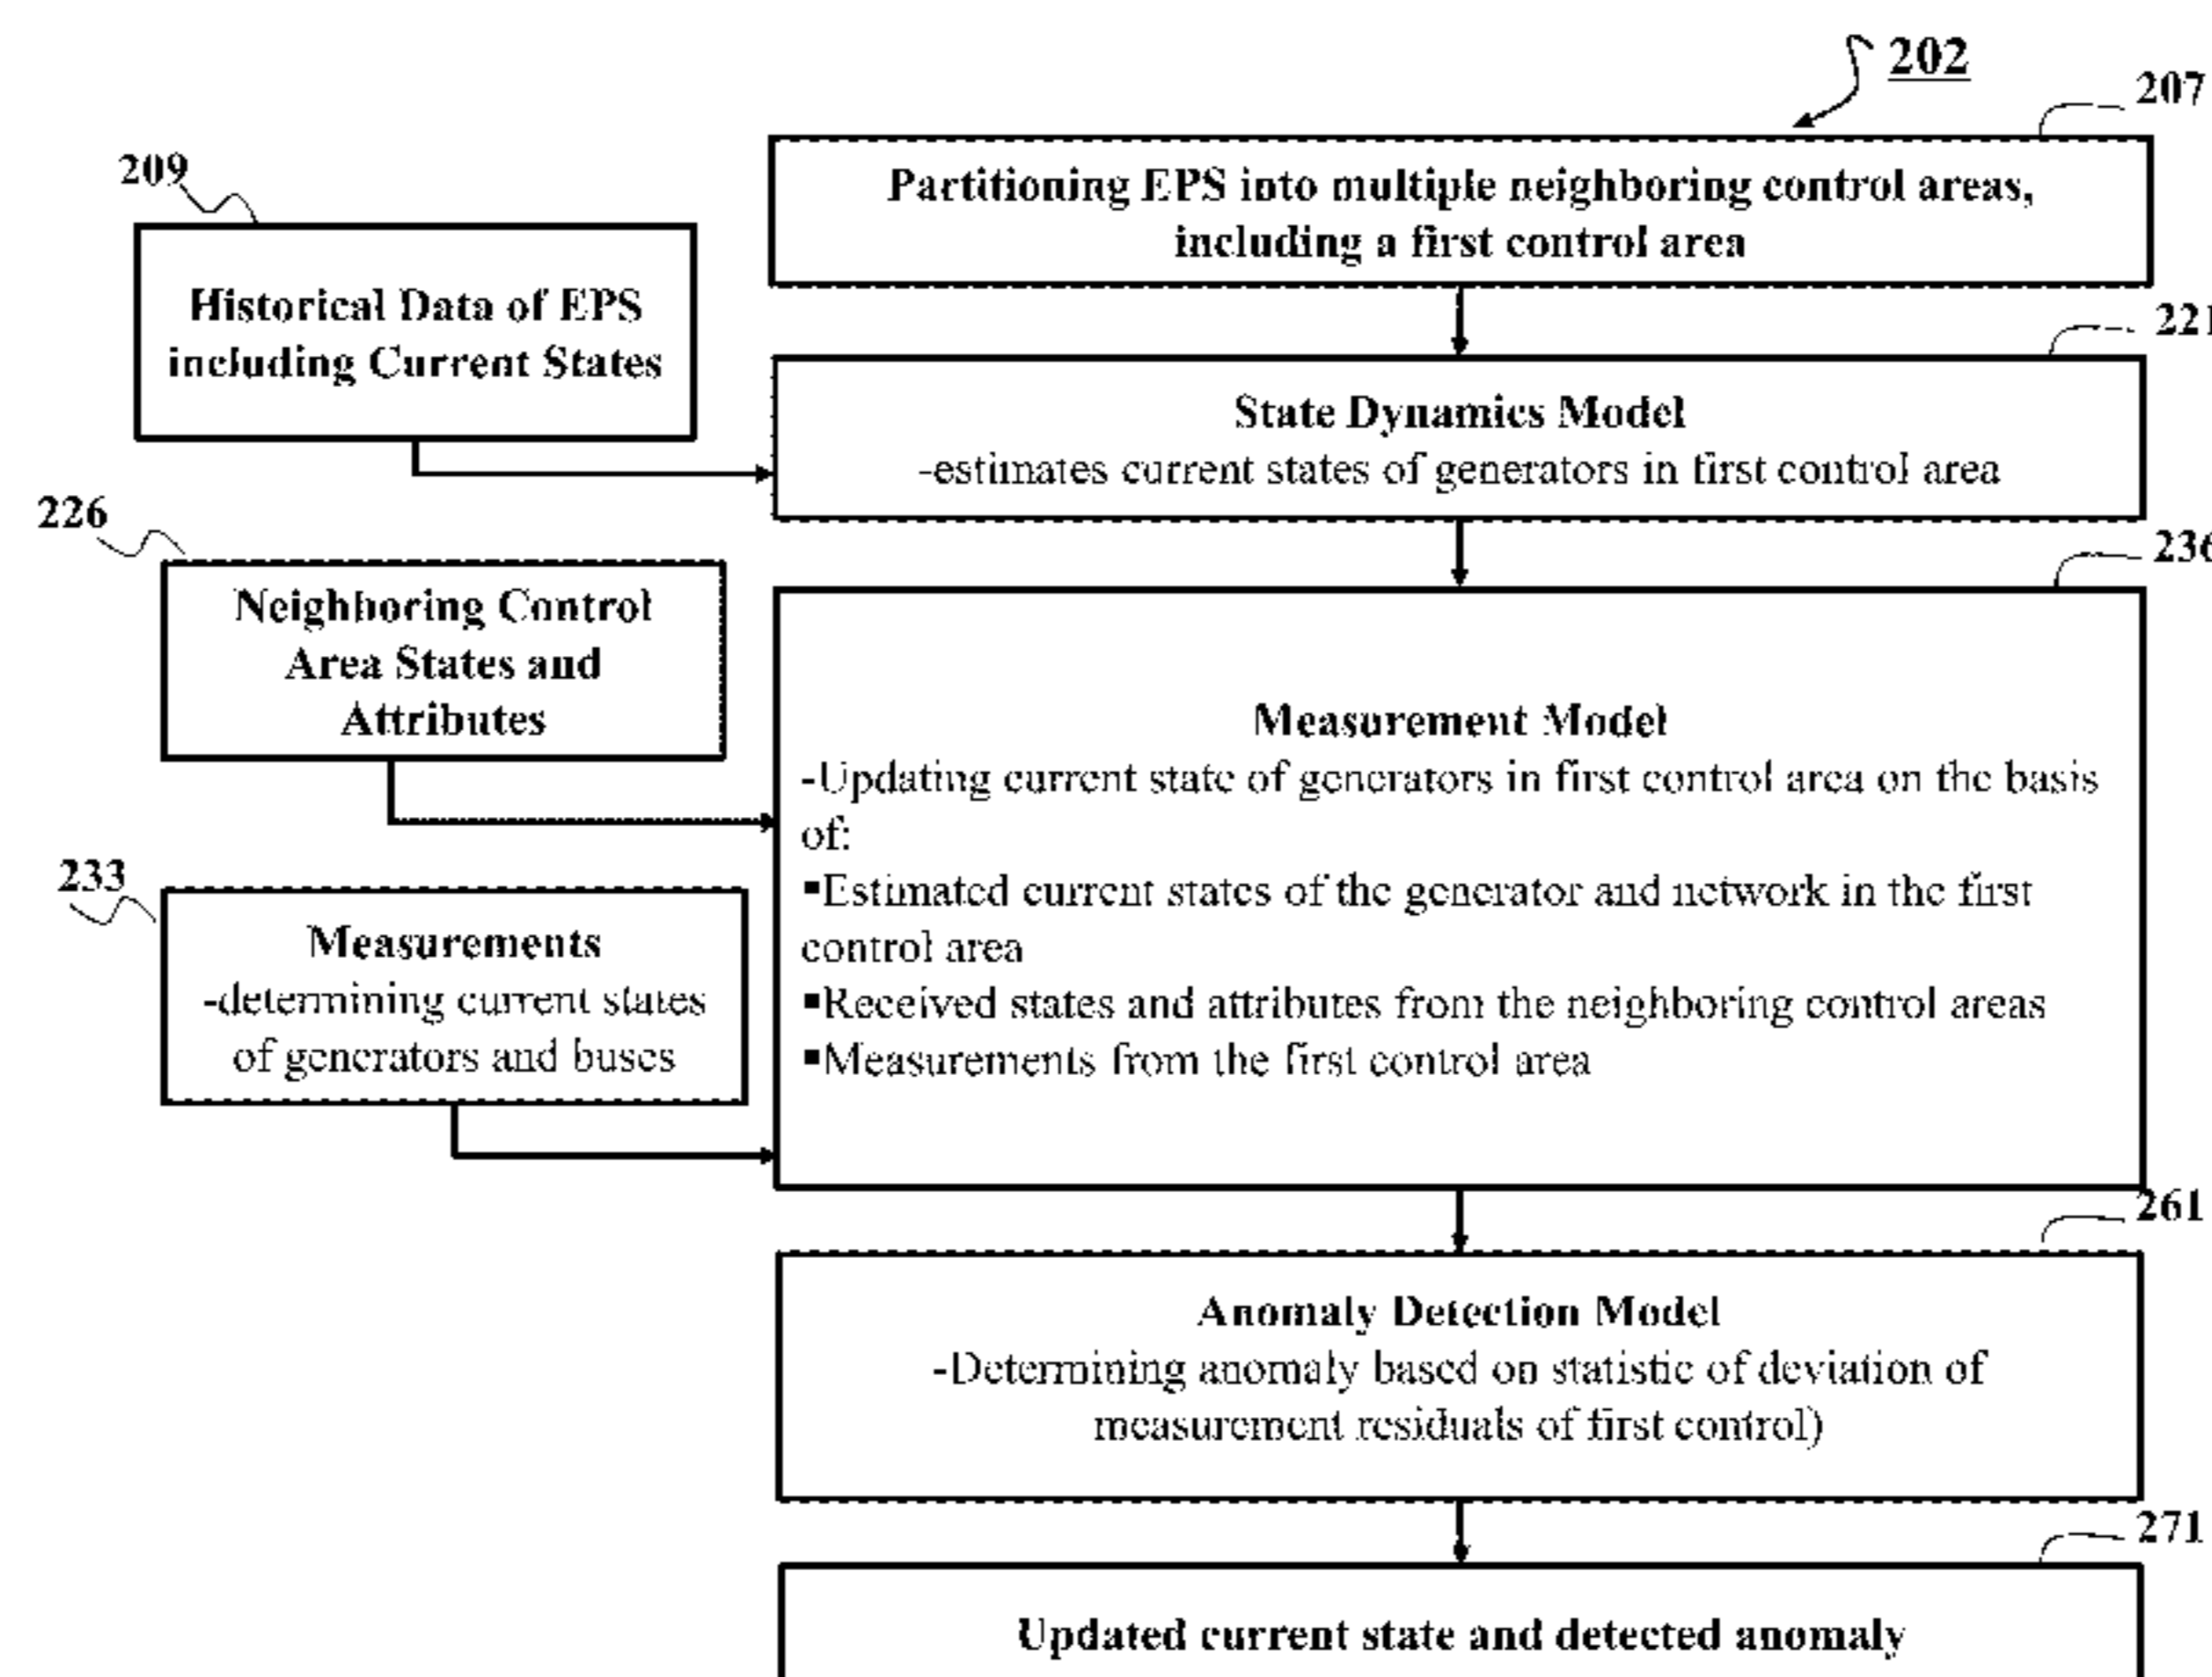 202
207
Partitioning EPS into multiple neighboring control areas,
including a first control area
209
Historical Data of EPS
including Current States
221
State Dynamics Model
-estimates current states of generators in first control area
226
Neighboring Control
Area States and
Attributes
236
Measurement Model
-Updating current state of generators in first control area on the basis
of:
▪Estimated current states of the generator and network in the first
control area
▪Received states and attributes from the neighboring control areas
▪Measurements from the first control area
233
Measurements
-determining current states
of generators and buses
261
Anomaly Detection Model
-Determining anomaly based on statistic of deviation of
measurement residuals of first control)
271
Updated current state and detected anomaly